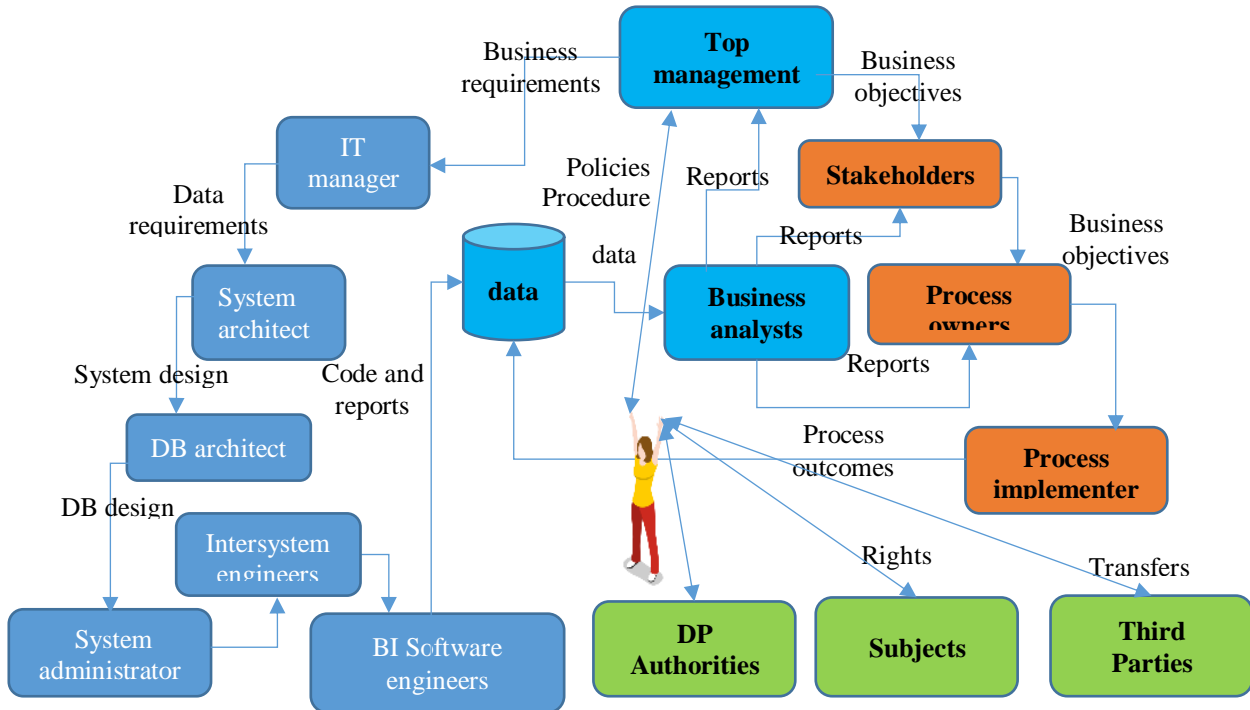 Top
management
Business
requirements
Business
objectives
IT
manager
Policies
Procedure
Reports
Stakeholders
Data
requirements
Reports
Business
objectives
data
data
System
architect
Business
analysts
Process
owners
System design
Code and
reports
Reports
DB architect
Process
outcomes
Process
implementer
DB design
Intersystem
engineers
Rights
Transfers
System
administrator
BI Software
engineers
DP
Authorities
Subjects
Third
Parties